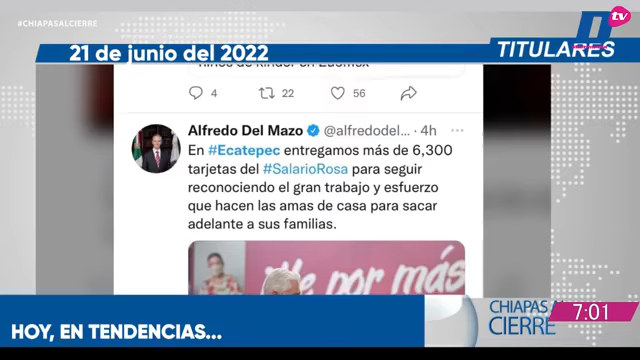 #CHIAPASALCIERRE
tv
21 de junio del 2022
TITULARES
4
22
56
Alfredo Del Mazo @alfredodel... · 4h
En #Ecatepec entregamos más de 6,300
tarjetas del #SalarioRosa para seguir
reconociendo el gran trabajo y esfuerzo
que hacen las amas de casa para sacar
adelante a sus familias.
por más
HOY, EN TENDENCIAS...
CHIAPAS AL
CIERRE
7:01